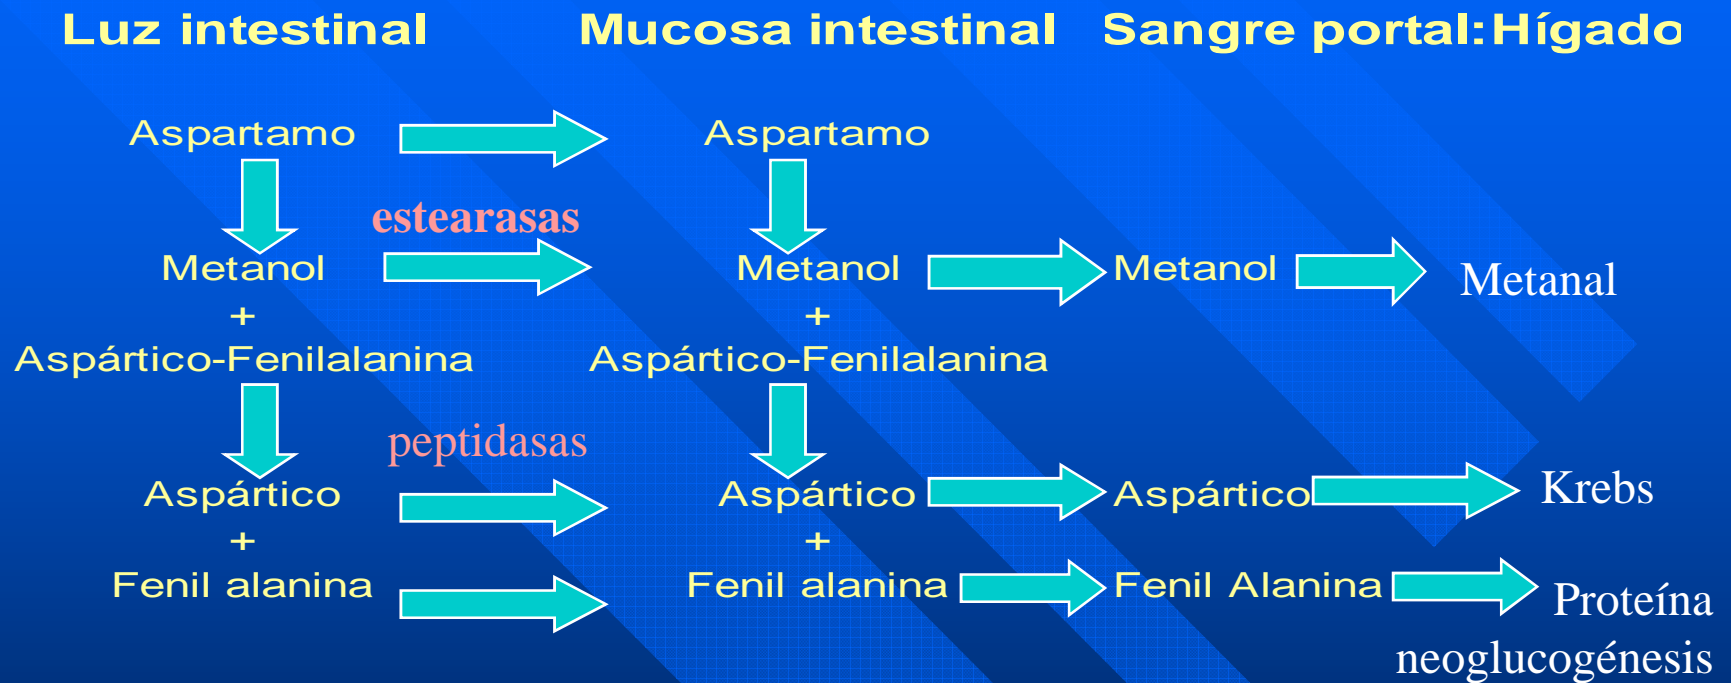 Luz intestinal Mucosa intestinal Sangre portal: Hígado
Aspartamo Aspartamo
estearasas
Metanol Metanol Metanol Metanal
+ +
Aspártico-Fenilalanina Aspártico-Fenilalanina
peptidasas
Aspártico Aspártico Aspártico Krebs
+ +
Fenil alanina Fenil alanina Fenil Alanina Proteína
neoglucogénesis